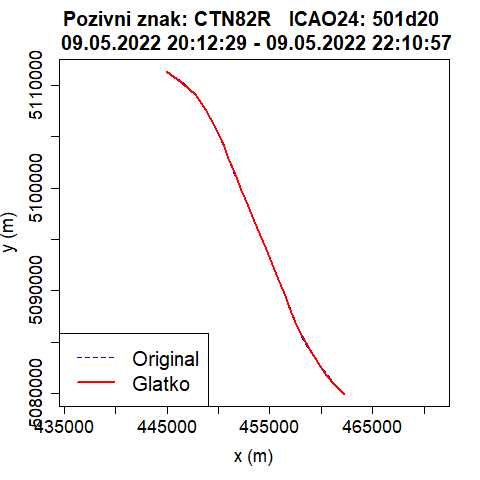 Pozivni znak: CTN82R ICAO24: 501d20
09.05.2022 20:12:29 - 09.05.2022 22:10:57
5110000
5100000
5090000
5080000
y (m)
Original
Glatko
435000 445000 455000 465000
x (m)